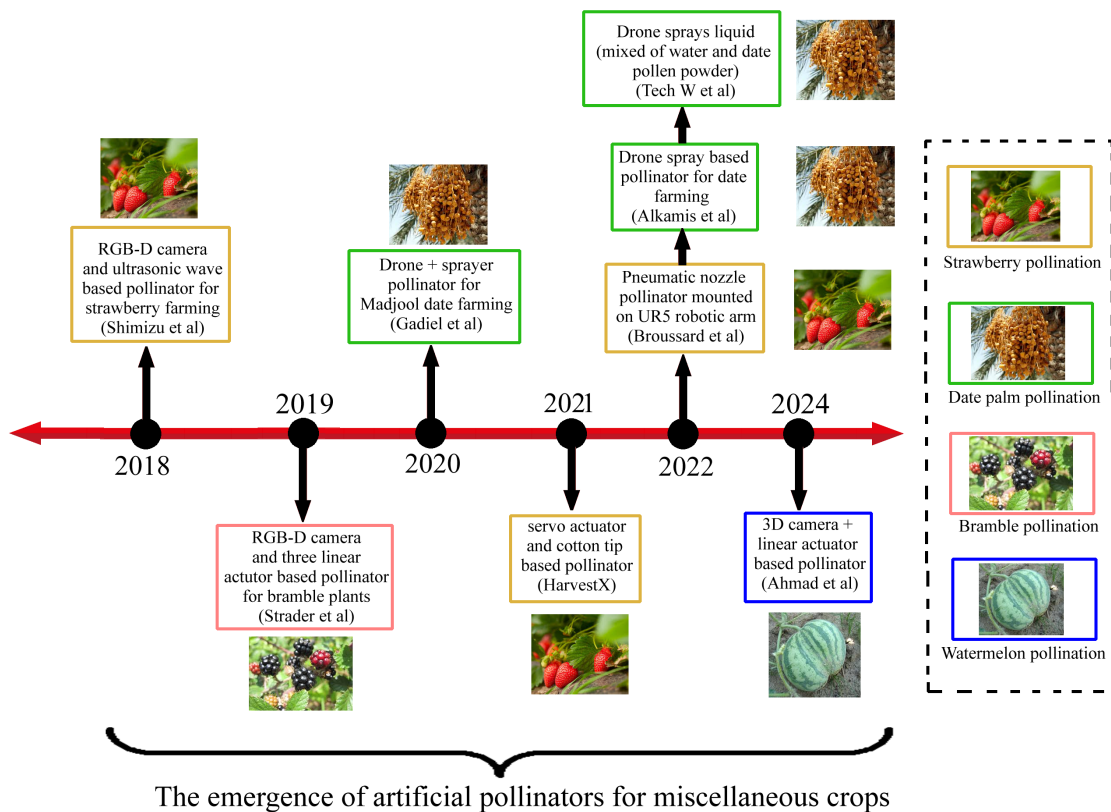 Drone sprays liquid
(mixed of water and date
pollen powder)
(Tech W et al)
Drone spray based
pollinator for date
farming
(Alkamis et al)
RGB-D camera
and ultrasonic wave
based pollinator for
strawberry farming
(Shimizu et al)
Drone + sprayer
pollinator for
Madjool date farming
(Gadiel et al)
Pneumatic nozzle
pollinator mounted
on UR5 robotic arm
(Broussard et al)
2018
2019
2020
2021
2022
2024
RGB-D camera
and three linear
actutor based pollinator
for bramble plants
(Strader et al)
servo actuator
and cotton tip
based pollinator
(HarvestX)
3D camera +
linear actuator
based pollinator
(Ahmad et al)
Strawberry pollination
Date palm pollination
Bramble pollination
Watermelon pollination
The emergence of artificial pollinators for miscellaneous crops